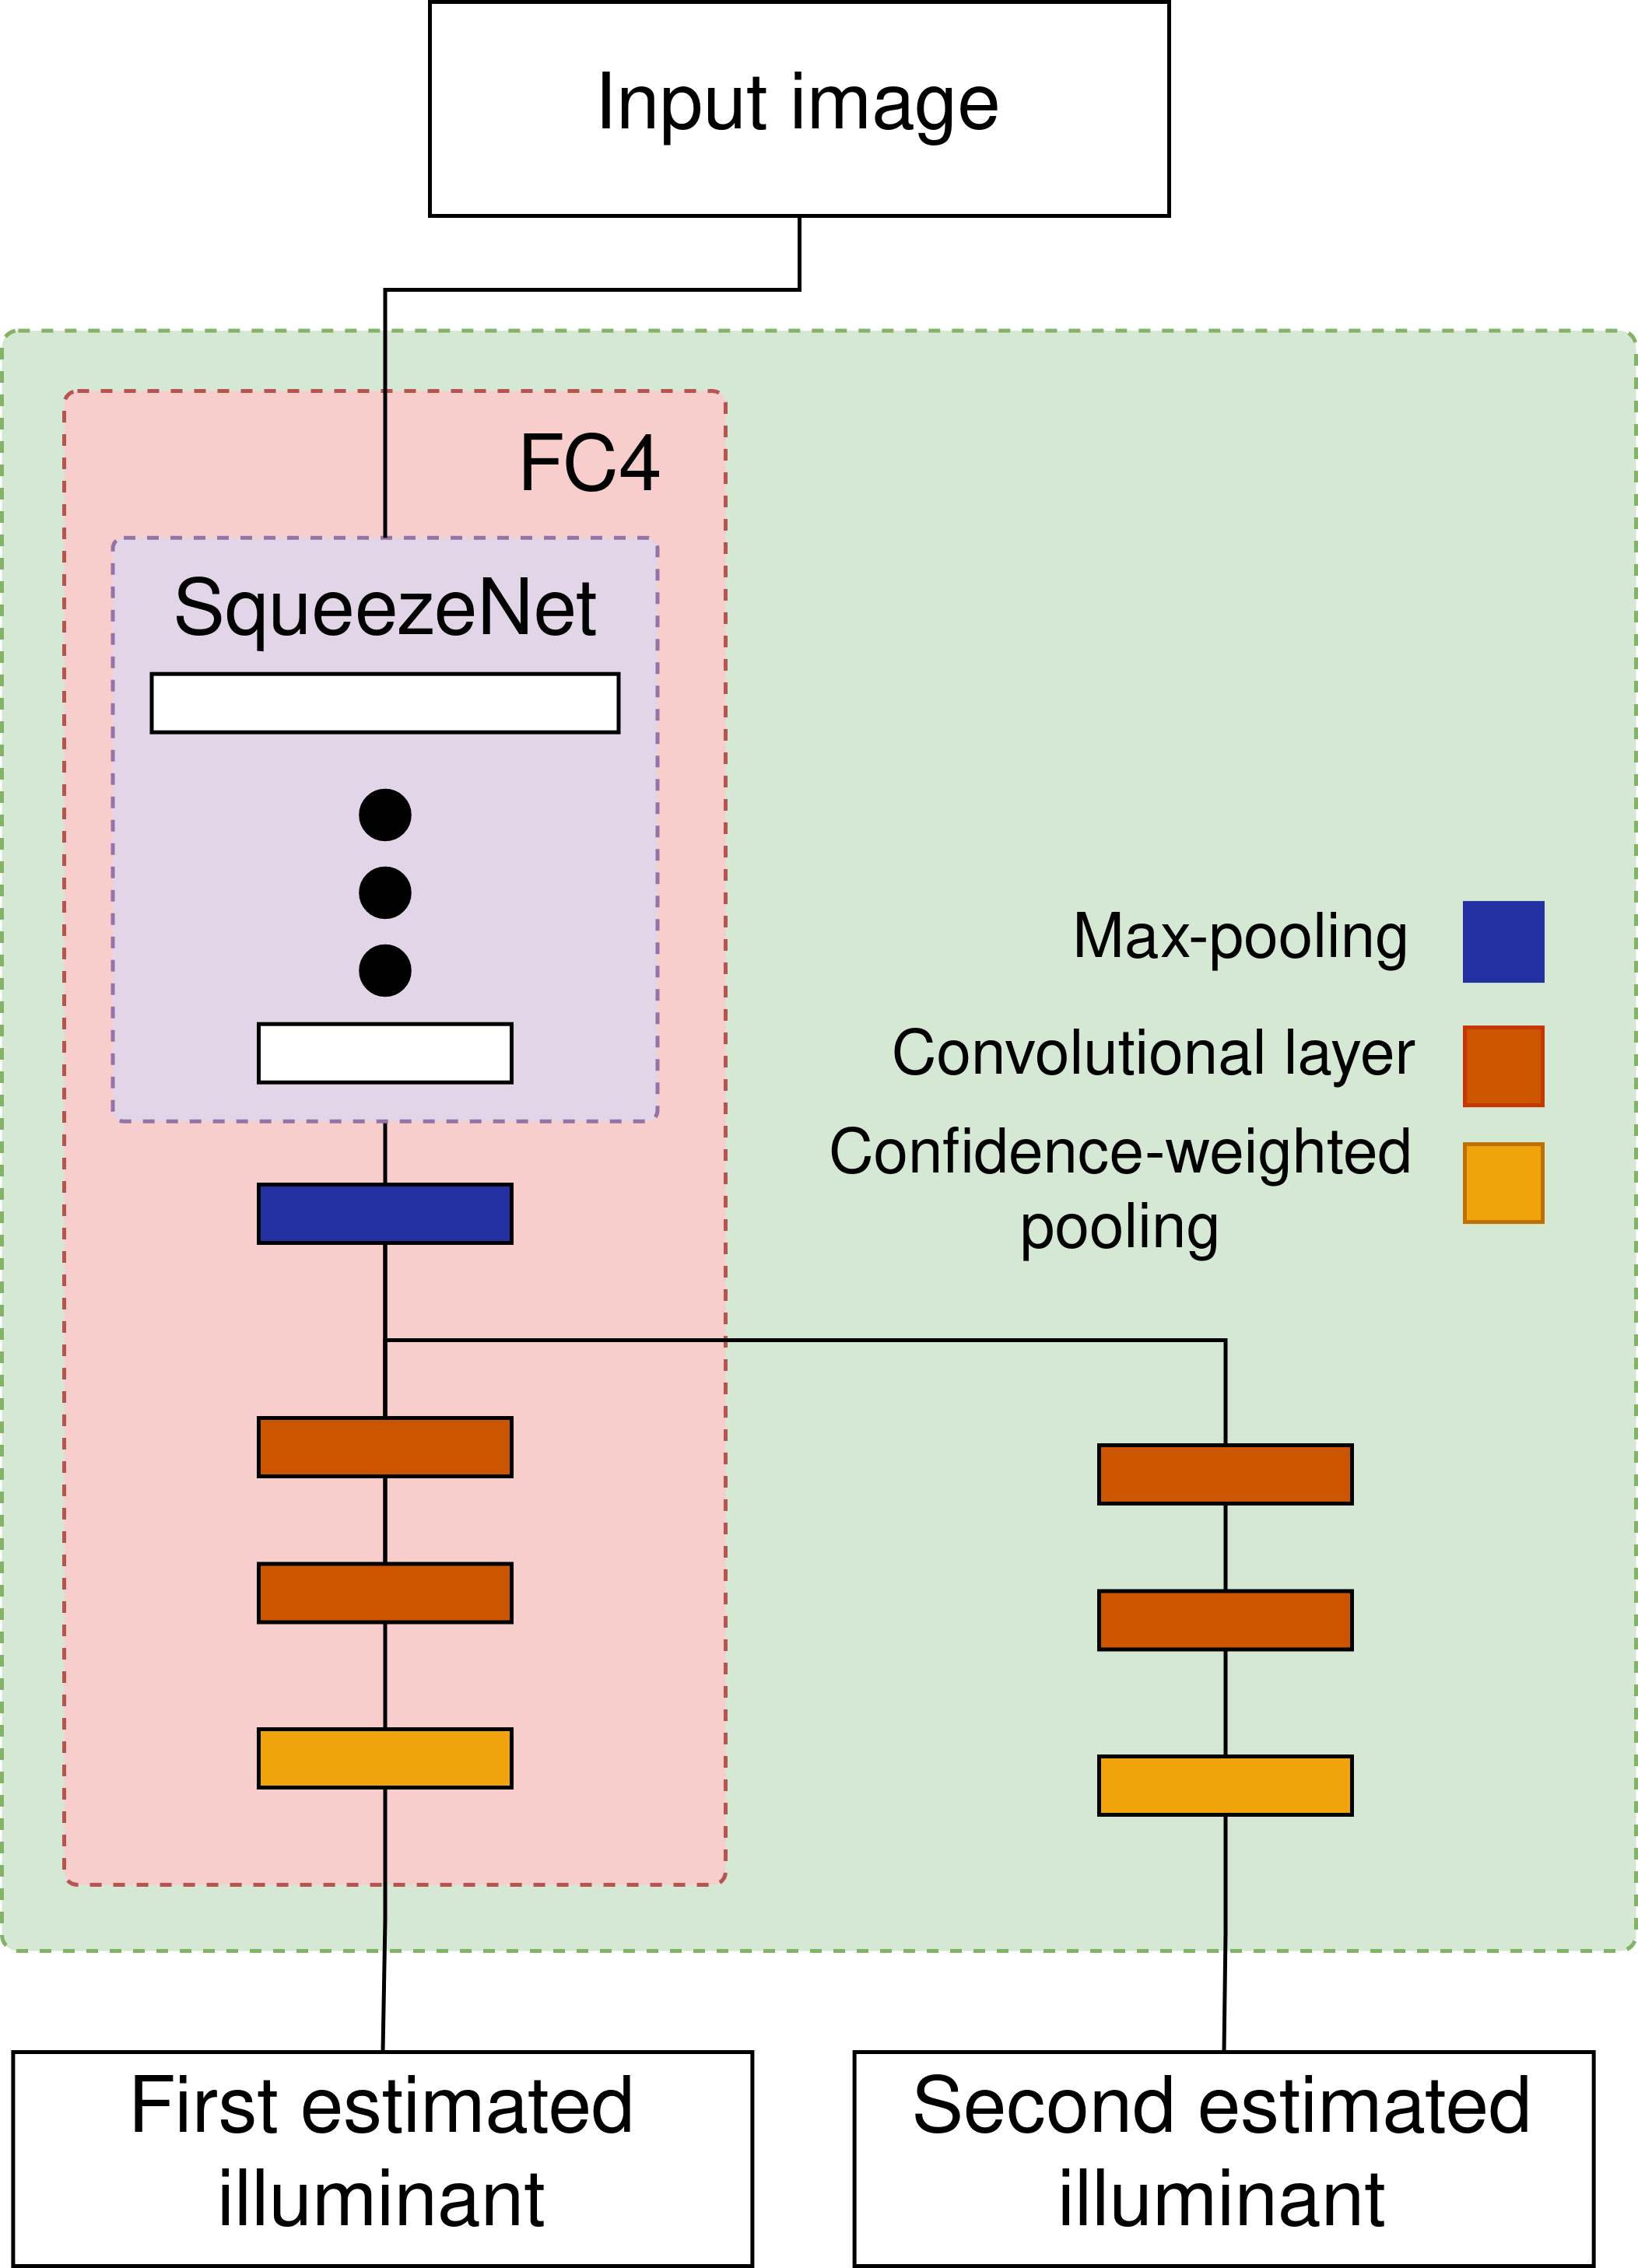 Input image
FC4
SqueezeNet
Max-pooling
Convolutional layer
Confidence-weighted
pooling
First estimated
illuminant
Second estimated
illuminant